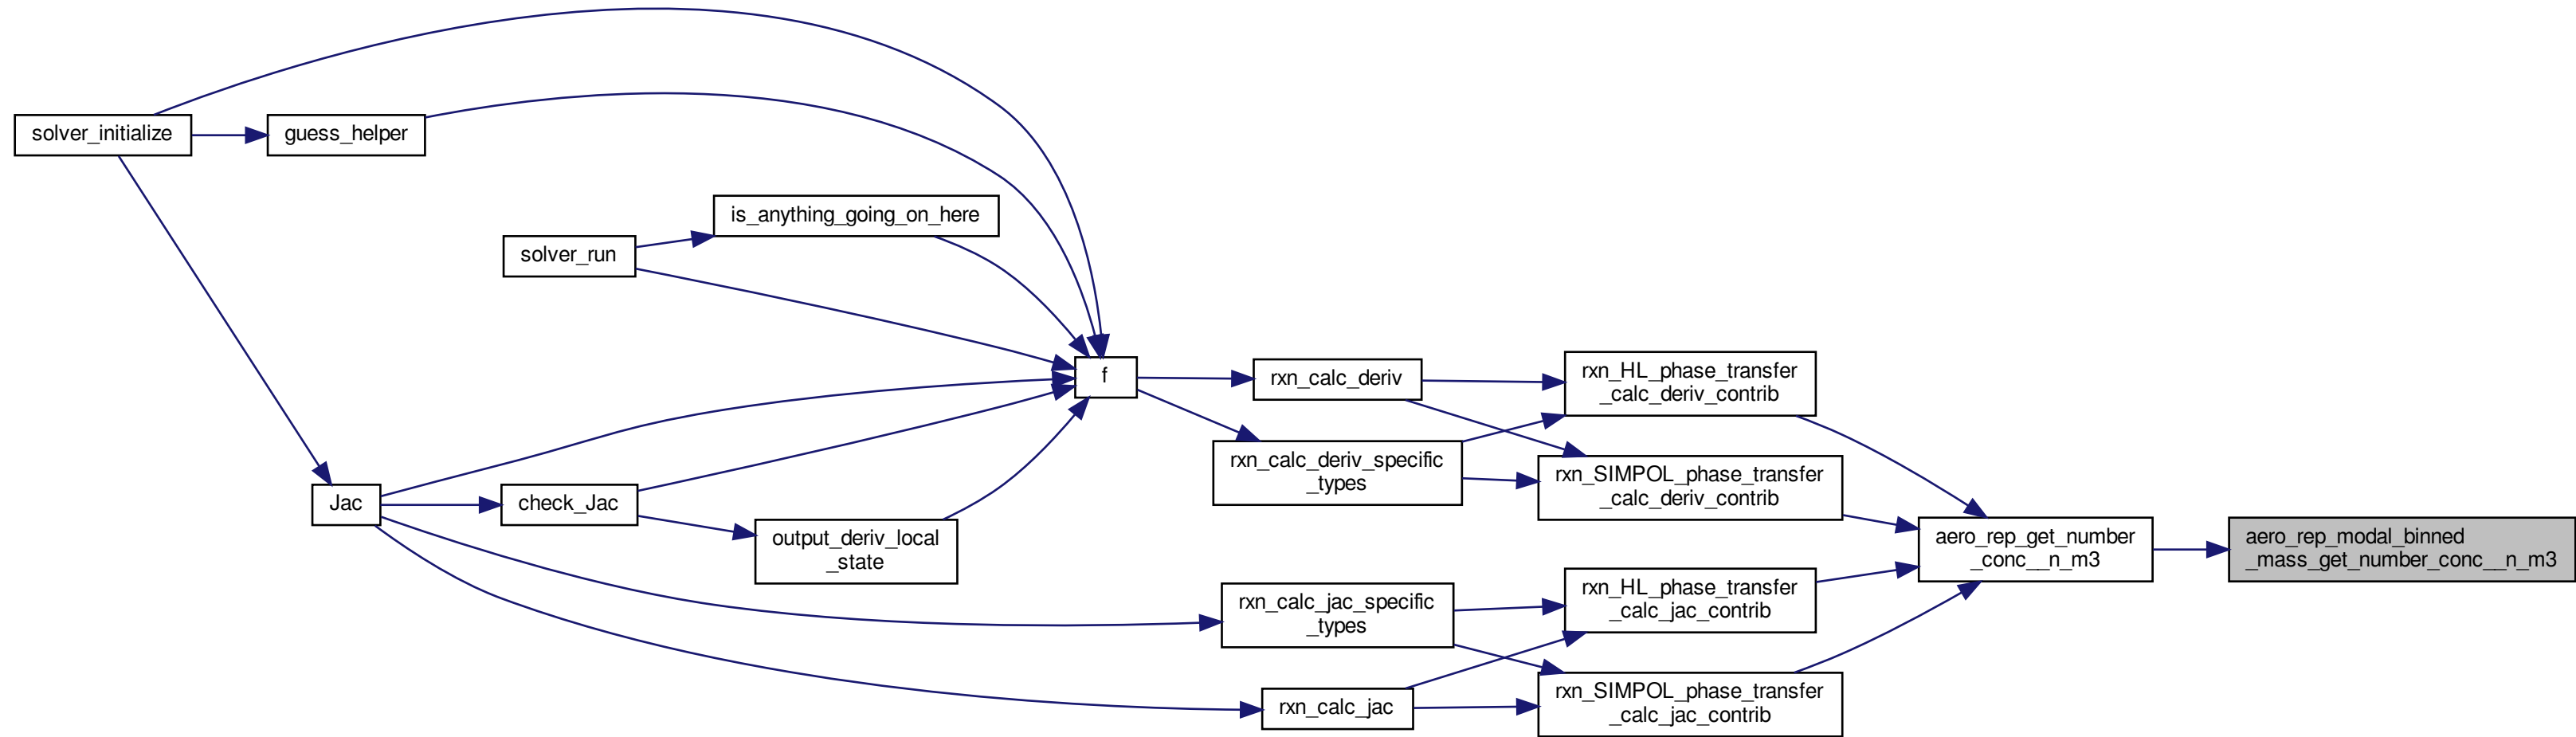 solver_initialize
guess_helper
is_anything_going_on_here
solver_run
f
rxn_calc_deriv
rxn_HL_phase_transfer
_calc_deriv_contrib
rxn_calc_deriv_specific
_types
rxn_SIMPOL_phase_transfer
_calc_deriv_contrib
Jac
check_Jac
output_deriv_local
_state
aero_rep_get_number
_conc__n_m3
aero_rep_modal_binned
_mass_get_number_conc__n_m3
rxn_calc_jac_specific
_types
rxn_HL_phase_transfer
_calc_jac_contrib
rxn_calc_jac
rxn_SIMPOL_phase_transfer
_calc_jac_contrib